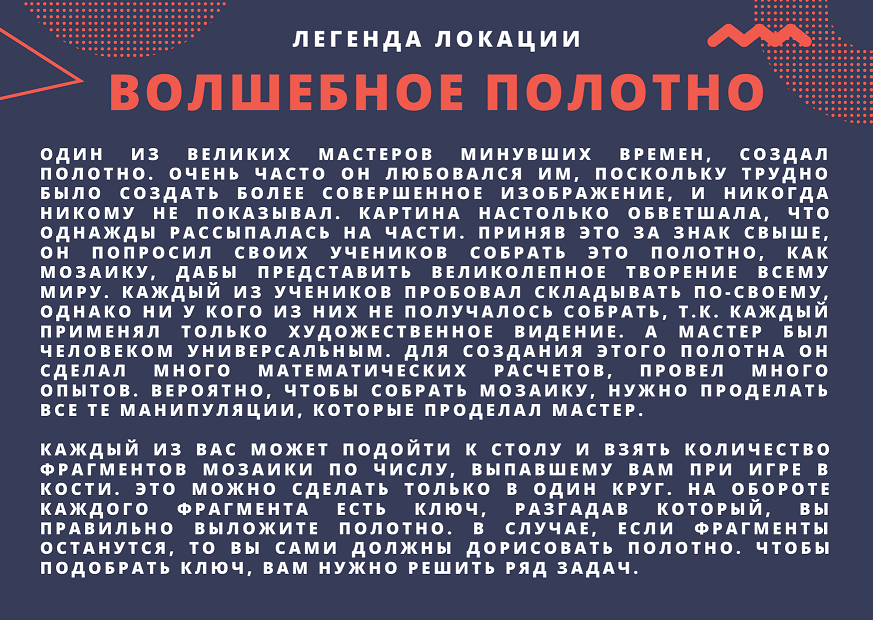 ЛЕГЕНДА ЛОКАЦИИ
ВОЛШЕБНОЕ ПОЛОТНО
ОДИН ИЗ ВЕЛИКИХ МАСТЕРОВ МИНУВШИХ ВРЕМЕН, СОЗДАЛ
ПОЛОТНО. ОЧЕНЬ ЧАСТО ОН ЛЮБОВАЛСЯ ИМ, ПОСКОЛЬКУ ТРУДНО
БЫЛО СОЗДАТЬ БОЛЕЕ СОВЕРШЕННОЕ ИЗОБРАЖЕНИЕ, И НИКОГДА
НИКОМУ НЕ ПОКАЗЫВАЛ. КАРТИНА НАСТОЛЬКО ОБВЕТШАЛА, ЧТО
ОДНАЖДЫ РАССЫПАЛАСЬ НА ЧАСТИ. ПРИНЯВ ЭТО ЗА ЗНАК СВЫШЕ,
ОН ПОПРОСИЛ СВОИХ УЧЕНИКОВ СОБРАТЬ ЭТО ПОЛОТНО, КАК
МОЗАИКУ, ДАБЫ ПРЕДСТАВИТЬ ВЕЛИКОЛЕПНОЕ ТВОРЕНИЕ ВСЕМУ
МИРУ. КАЖДЫЙ ИЗ УЧЕНИКОВ ПРОБОВАЛ СКЛАДЫВАТЬ ПО-СВОЕМУ,
ОДНАКО НИ У КОГО ИЗ НИХ НЕ ПОЛУЧАЛОСЬ СОБРАТЬ, Т.К. КАЖДЫЙ
ПРИМЕНЯЛ ТОЛЬКО ХУДОЖЕСТВЕННОЕ ВИДЕНИЕ. А МАСТЕР БЫЛ
ЧЕЛОВЕКОМ УНИВЕРСАЛЬНЫМ. ДЛЯ СОЗДАНИЯ ЭТОГО ПОЛОТНА ОН
СДЕЛАЛ МНОГО МАТЕМАТИЧЕСКИХ РАСЧЕТОВ, ПРОВЕЛ МНОГО
ОПЫТОВ. ВЕРОЯТНО, ЧТОБЫ СОБРАТЬ МОЗАИКУ, НУЖНО ПРОДЕЛАТЬ
ВСЕ ТЕ МАНИПУЛЯЦИИ, КОТОРЫЕ ПРОДЕЛАЛ МАСТЕР.
КАЖДЫЙ ИЗ ВАС МОЖЕТ ПОДОЙТИ К СТОЛУ И ВЗЯТЬ КОЛИЧЕСТВО
ФРАГМЕНТОВ МОЗАИКИ ПО ЧИСЛУ, ВЫПАВШЕМУ ВАМ ПРИ ИГРЕ В
КОСТИ. ЭТО МОЖНО СДЕЛАТЬ ТОЛЬКО В ОДИН КРУГ. НА ОБОРОТЕ
КАЖДОГО ФРАГМЕНТА ЕСТЬ КЛЮЧ, РАЗГАДАВ КОТОРЫЙ, ВЫ
ПРАВИЛЬНО ВЫЛОЖИТЕ ПОЛОТНО. В СЛУЧАЕ, ЕСЛИ ФРАГМЕНТЫ
ОСТАНУТСЯ, ТО ВЫ САМИ ДОЛЖНЫ ДОРИСОВАТЬ ПОЛОТНО. ЧТОБЫ
ПОДОБРАТЬ КЛЮЧ, ВАМ НУЖНО РЕШИТЬ РЯД ЗАДАЧ.